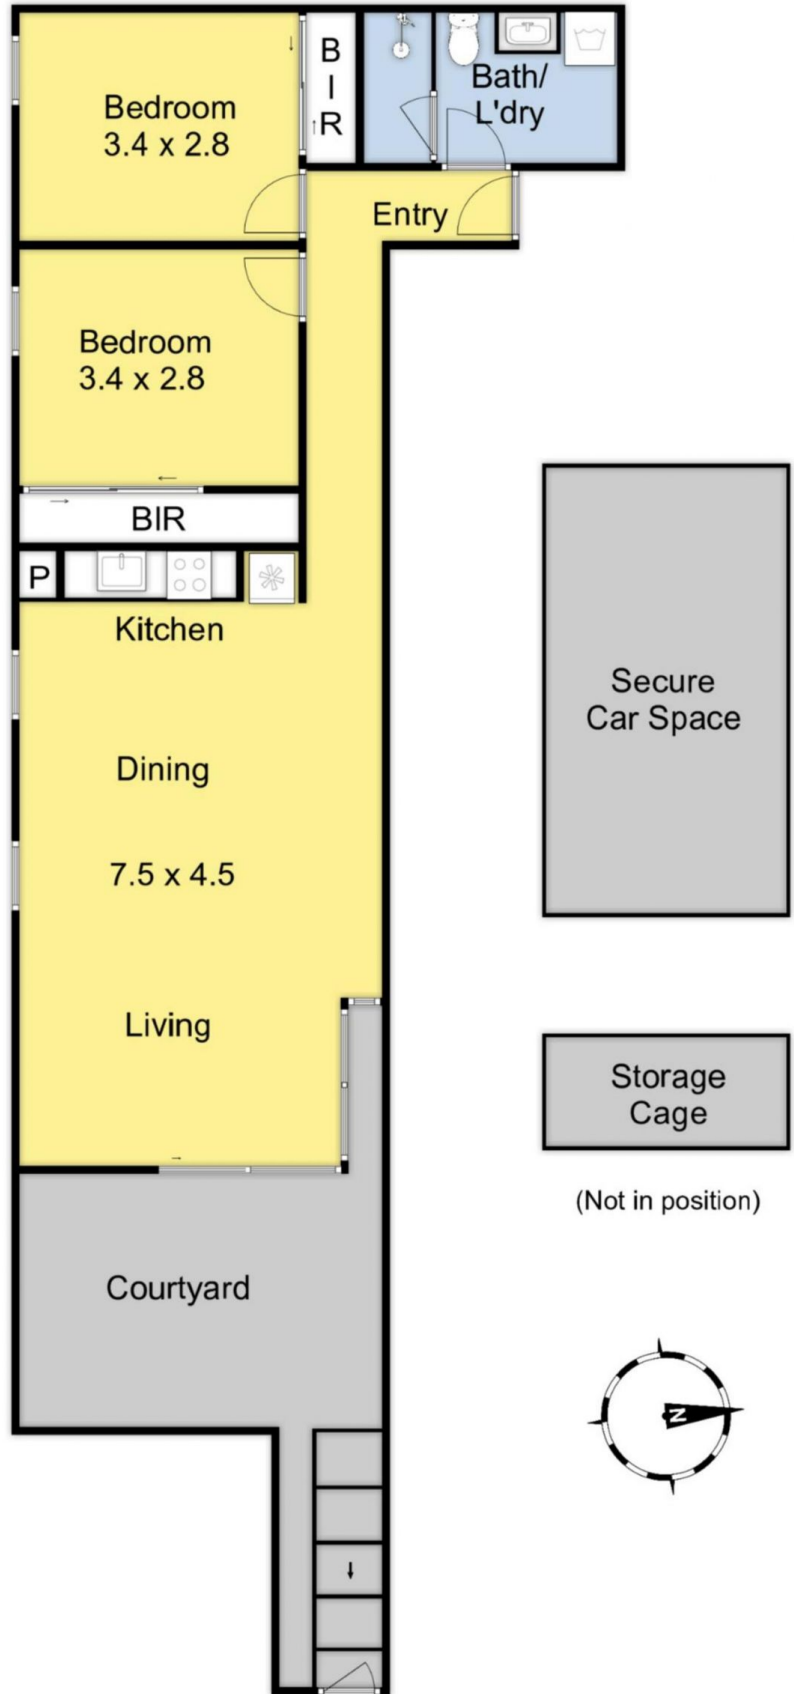 Bedroom
3.4 x 2.8
B
I
R
Bath/
L'dry
Entry
Bedroom
3.4 x 2.8
BIR
P
Kitchen
Dining
7.5 x 4.5
Living
Secure
Car Space
Storage
Cage
(Not in position)
Courtyard
N